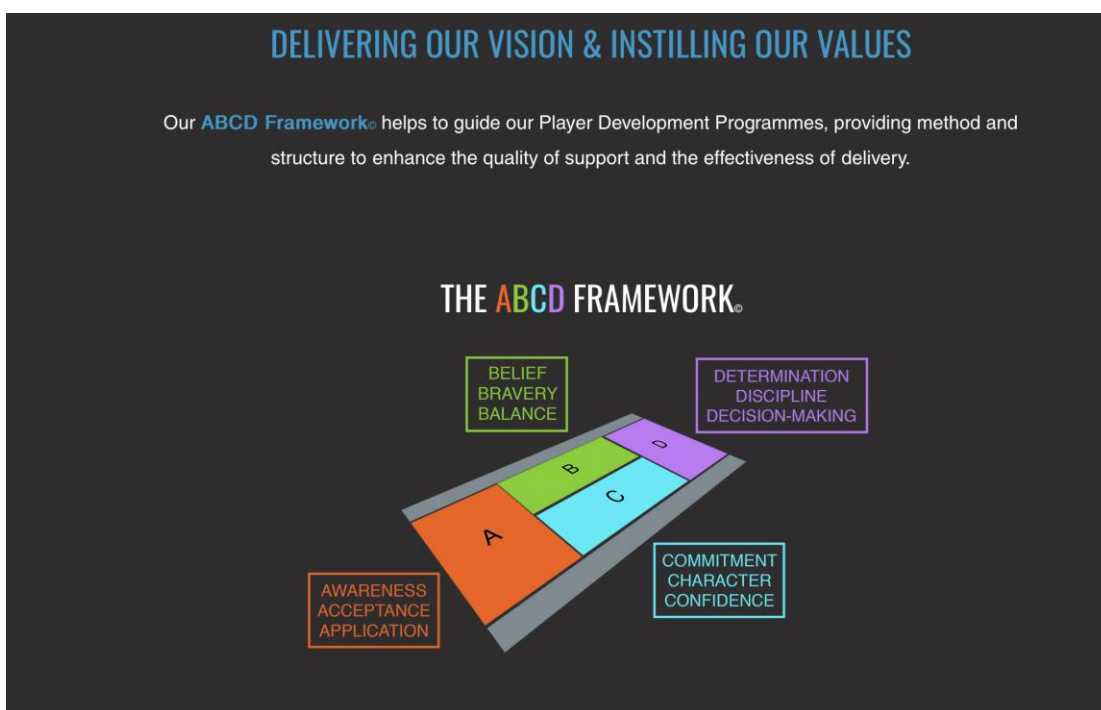 DELIVERING OUR VISION & INSTILLING OUR VALUES
Our ABCD Framework© helps to guide our Player Development Programmes, providing method and
structure to enhance the quality of support and the effectiveness of delivery.
THE ABCD FRAMEWORK©
BELIEF
BRAVERY
BALANCE
DETERMINATION
DISCIPLINE
DECISION-MAKING
D
B
C
A
COMMITMENT
CHARACTER
CONFIDENCE
AWARENESS
ACCEPTANCE
APPLICATION